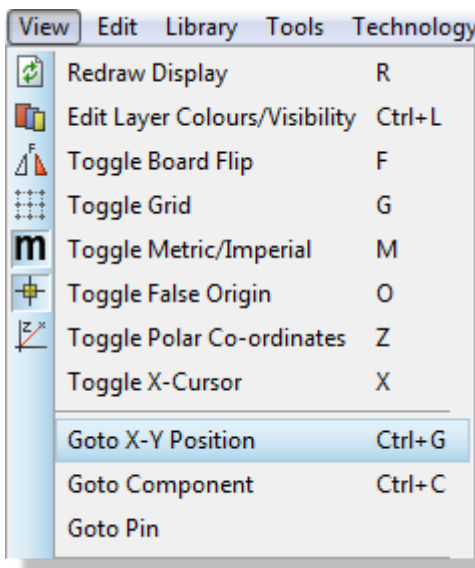 View Edit Library Tools Technology
Redraw Display R
Edit Layer Colours/Visibility Ctrl+L
F
Toggle Board Flip F
Toggle Grid G
m Toggle Metric/Imperial M
Toggle False Origin O
z x Toggle Polar Co-ordinates Z
Toggle X-Cursor X
Goto X-Y Position Ctrl+G
Goto Component Ctrl+C
Goto Pin